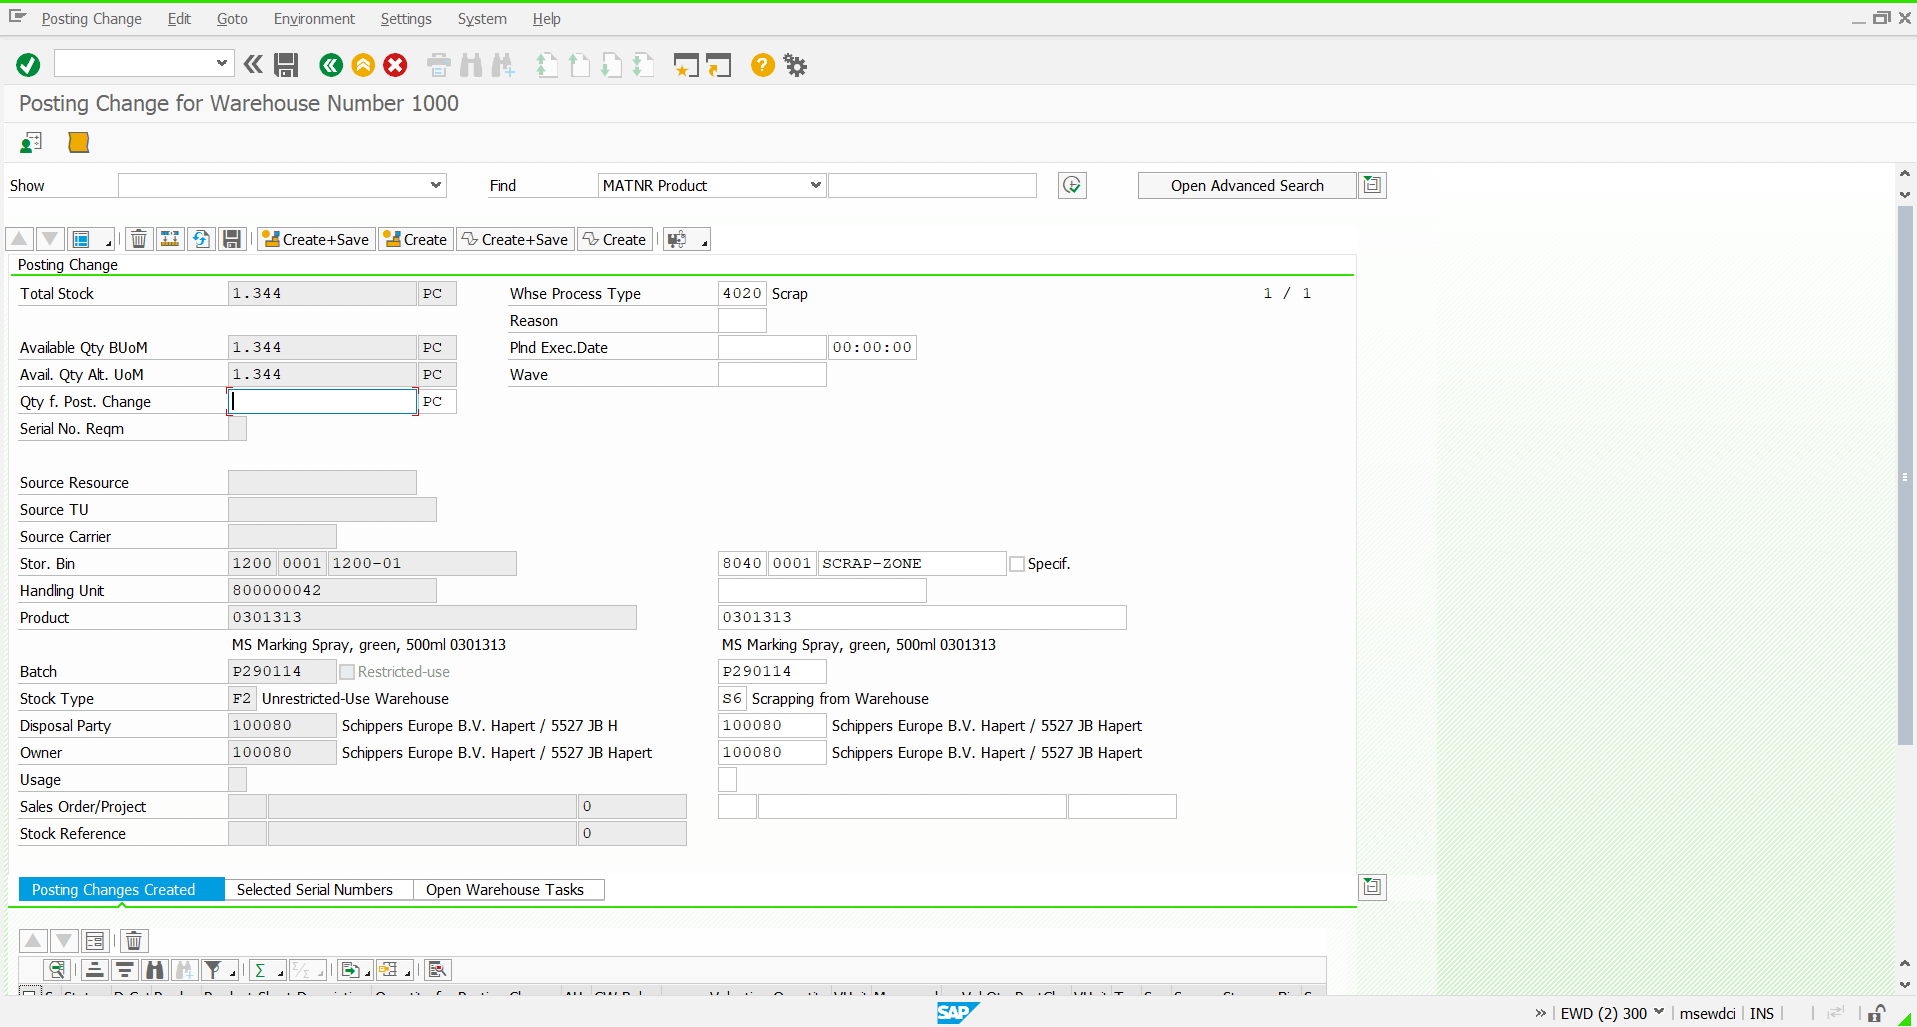 Posting Change Edit Goto Environment Settings System Help
Posting Change for Warehouse Number 1000
Show Find MATNR Product Open Advanced Search
Create+Save Create Create+Save Create
Posting Change
Total Stock 1.344 PC Whse Process Type 4020 Scrap 1 / 1
Reason
Available Qty BUoM 1.344 PC Plnd Exec.Date 00:00:00
Avail. Qty Alt. UoM 1.344 PC Wave
Qty f. Post. Change PC
Serial No. Reqm
Source Resource
Source TU
Source Carrier
Stor. Bin 1200 0001 1200-01 8040 0001 SCRAP-ZONE Specif.
Handling Unit 800000042
Product 0301313 0301313
MS Marking Spray, green, 500ml 0301313 MS Marking Spray, green, 500ml 0301313
Batch P290114 Restricted-use P290114
Stock Type F2 Unrestricted-Use Warehouse S6 Scrapping from Warehouse
Disposal Party 100080 Schippers Europe B.V. Hapert / 5527 JB H 100080 Schippers Europe B.V. Hapert / 5527 JB Hapert
Owner 100080 Schippers Europe B.V. Hapert / 5527 JB Hapert 100080 Schippers Europe B.V. Hapert / 5527 JB Hapert
Usage
Sales Order/Project 0
Stock Reference 0
Posting Changes Created Selected Serial Numbers Open Warehouse Tasks
SAP EWD (2) 300 msewdci INS